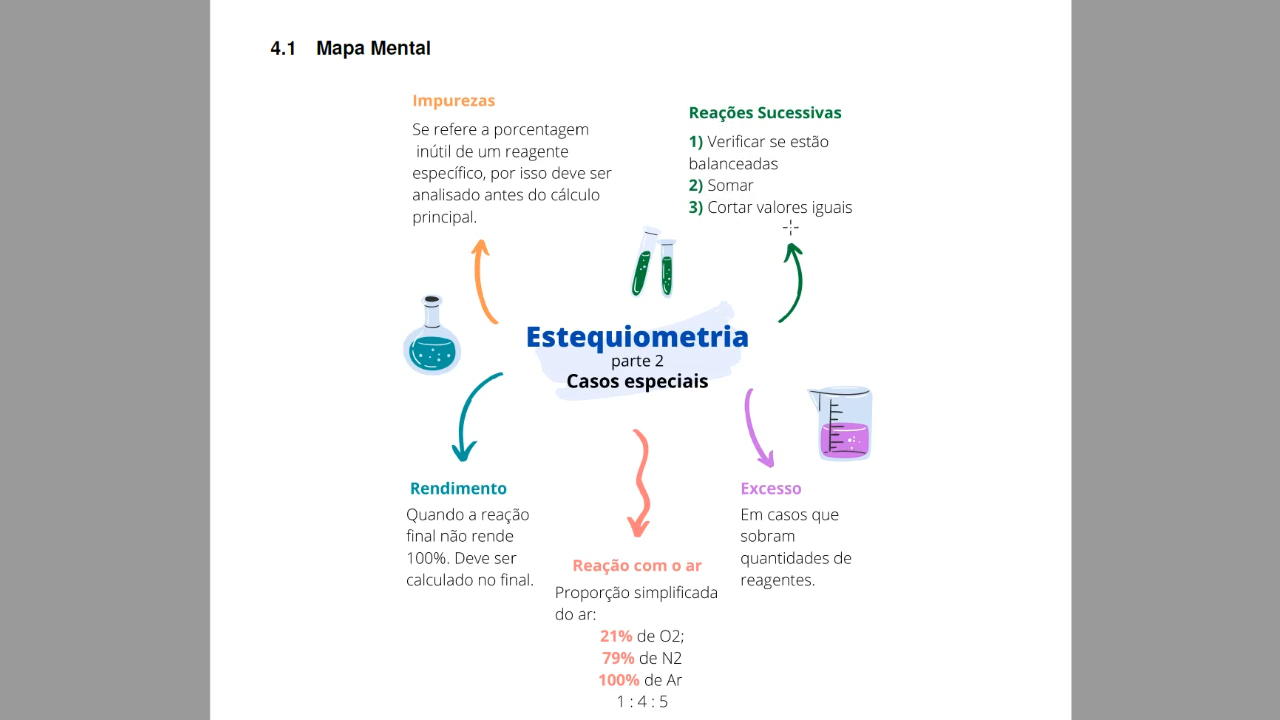 4.1 Mapa Mental
Impurezas
Se refere a porcentagem
inútil de um reagente
específico, por isso deve ser
analisado antes do cálculo
principal.
Reações Sucessivas
1) Verificar se estão
balanceadas
2) Somar
3) Cortar valores iguais
Estequiometria
parte 2
Casos especiais
Rendimento
Quando a reação
final não rende
100%. Deve ser
calculado no final.
Reação com o ar
Proporção simplificada
do ar:
21% de O2;
79% de N2
100% de Ar
1 : 4 : 5
Excesso
Em casos que
sobram
quantidades de
reagentes.